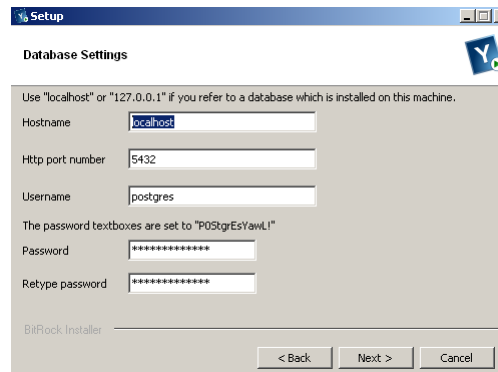 Setup
Database Settings
Use "localhost" or "127.0.0.1" if you refer to a database which is installed on this machine.
Hostname
localhost
Http port number
5432
Username
postgres
The password textboxes are set to "P0StgrEsYawL!"
Password
*************
Retype password
*************
BitRock Installer
< Back Next > Cancel